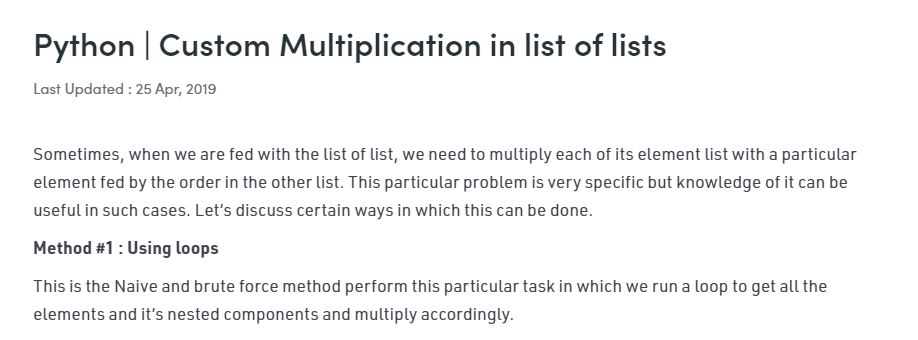 Python | Custom Multiplication in list of lists
Last Updated : 25 Apr, 2019
Sometimes, when we are fed with the list of list, we need to multiply each of its element list with a particular
element fed by the order in the other list. This particular problem is very specific but knowledge of it can be
useful in such cases. Let’s discuss certain ways in which this can be done.
Method #1 : Using loops
This is the Naive and brute force method perform this particular task in which we run a loop to get all the
elements and it’s nested components and multiply accordingly.